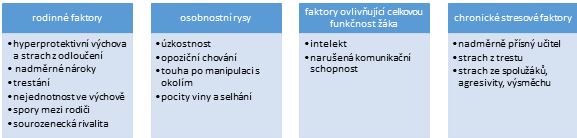 rodinné faktory
• hyperprotektivní výchova
a strach z odloučení
• nadměrné nároky
• trestání
• nejednotnost ve výchově
• spory mezi rodiči
• sourozenecká rivalita
osobnostní rysy
• úzkostnost
• opoziční chování
• touha po manipulaci s
okolím
• pocity viny a selhání
faktory ovlivňující celkovou
funkčnost žáka
• intelekt
• narušená komunikační
schopnost
chronické stresové faktory
• nadměrně přísný učitel
• strach z trestu
• strach ze spolužáků,
agresivity, výsměchu